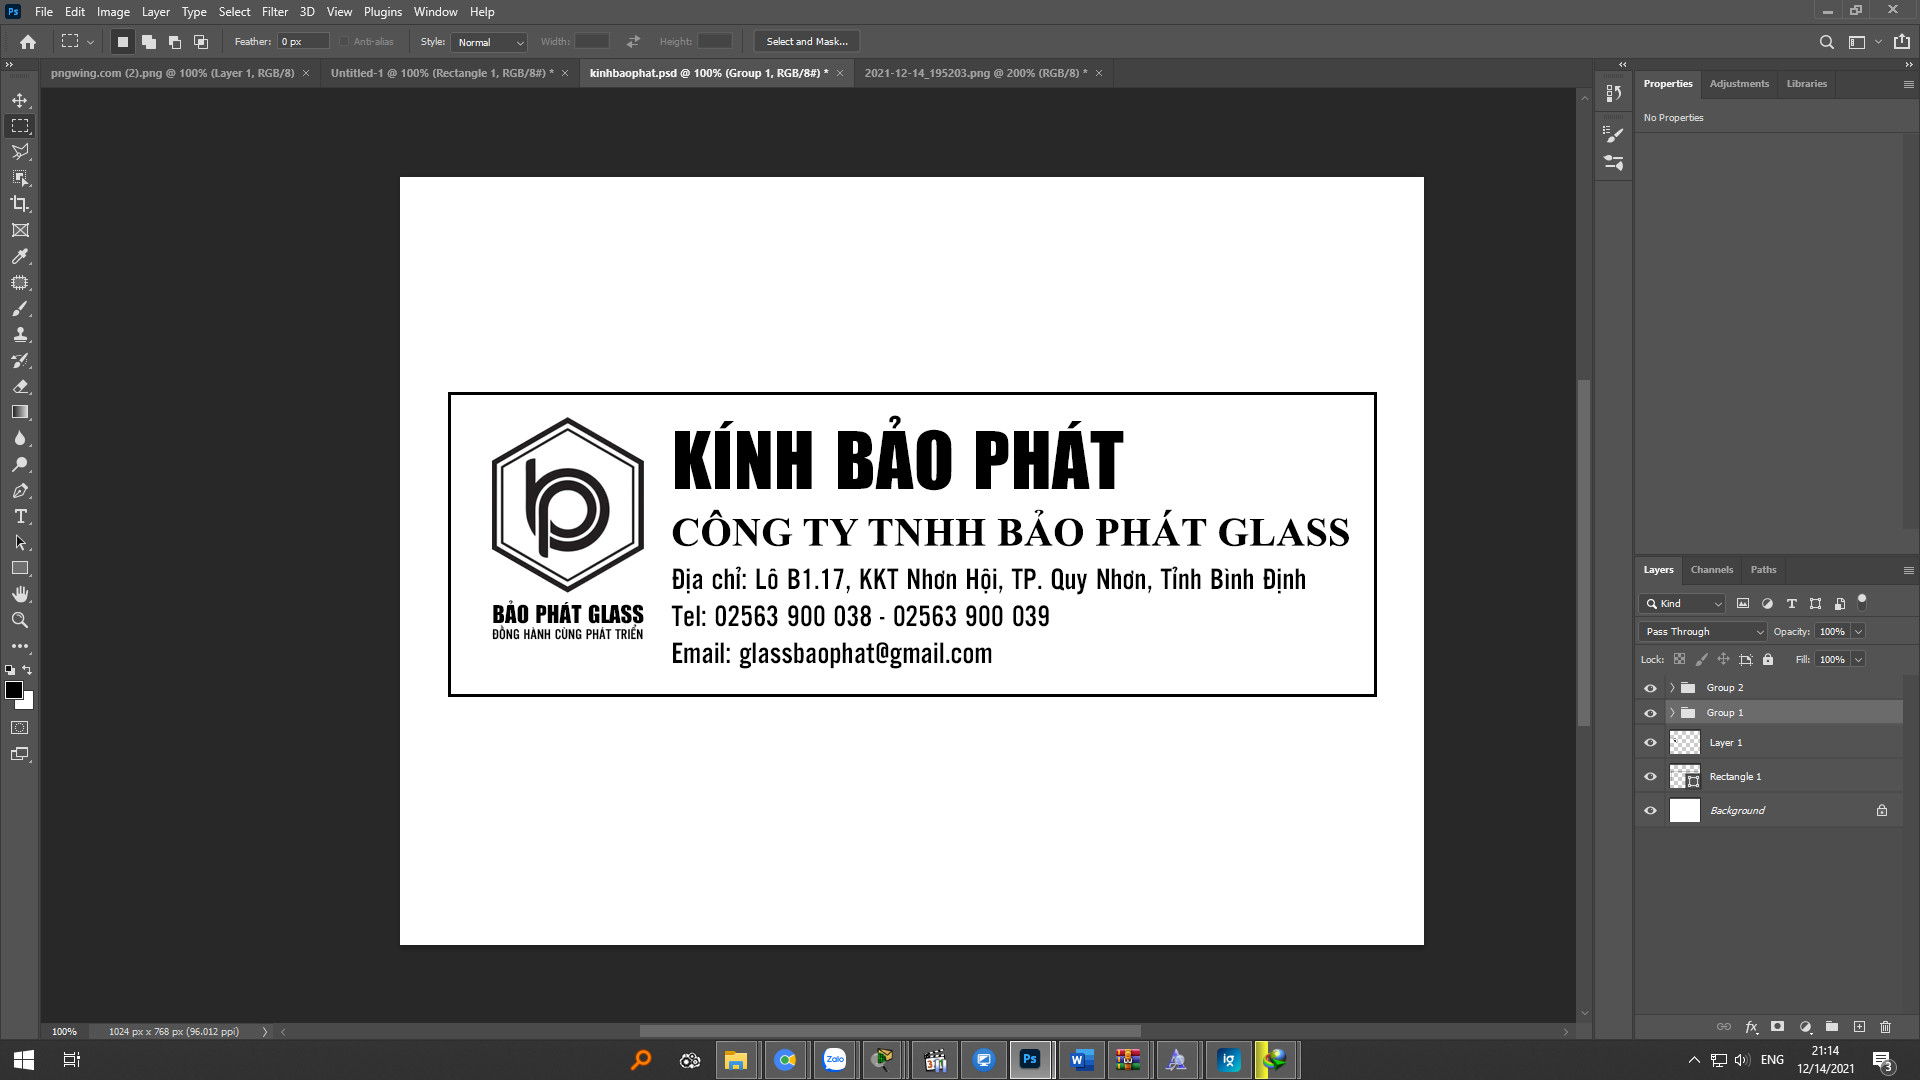 Ps File Edit Image Layer Type Select Filter 3D View Plugins Window Help
Feather: 0 px Anti-alias Style: Normal Width: Height: Select and Mask...
pngwing.com (2).png @ 100% (Layer 1, RGB/8) × Untitled-1 @ 100% (Rectangle 1, RGB/8#) * × kinhbaophat.psd @ 100% (Group 1, RGB/8#) * × 2021-12-14_195203.png @ 200% (RGB/8) * ×
Properties Adjustments Libraries
No Properties
KÍNH BẢO PHÁT
CÔNG TY TNHH BẢO PHÁT GLASS
Địa chỉ: Lô B1.17, KKT Nhơn Hội, TP. Quy Nhơn, Tỉnh Bình Định
Tel: 02563 900 038 - 02563 900 039
Email: glassbaophat@gmail.com
bp
BẢO PHÁT GLASS
ĐỒNG HÀNH CÙNG PHÁT TRIỂN
Layers Channels Paths
Kind
Pass Through Opacity: 100%
Lock: Fill: 100%
Group 2
Group 1
Layer 1
Rectangle 1
Background
100% 1024 px x 768 px (96.012 ppi)
Zalo Ps W ig
ENG 21:14
12/14/2021
3